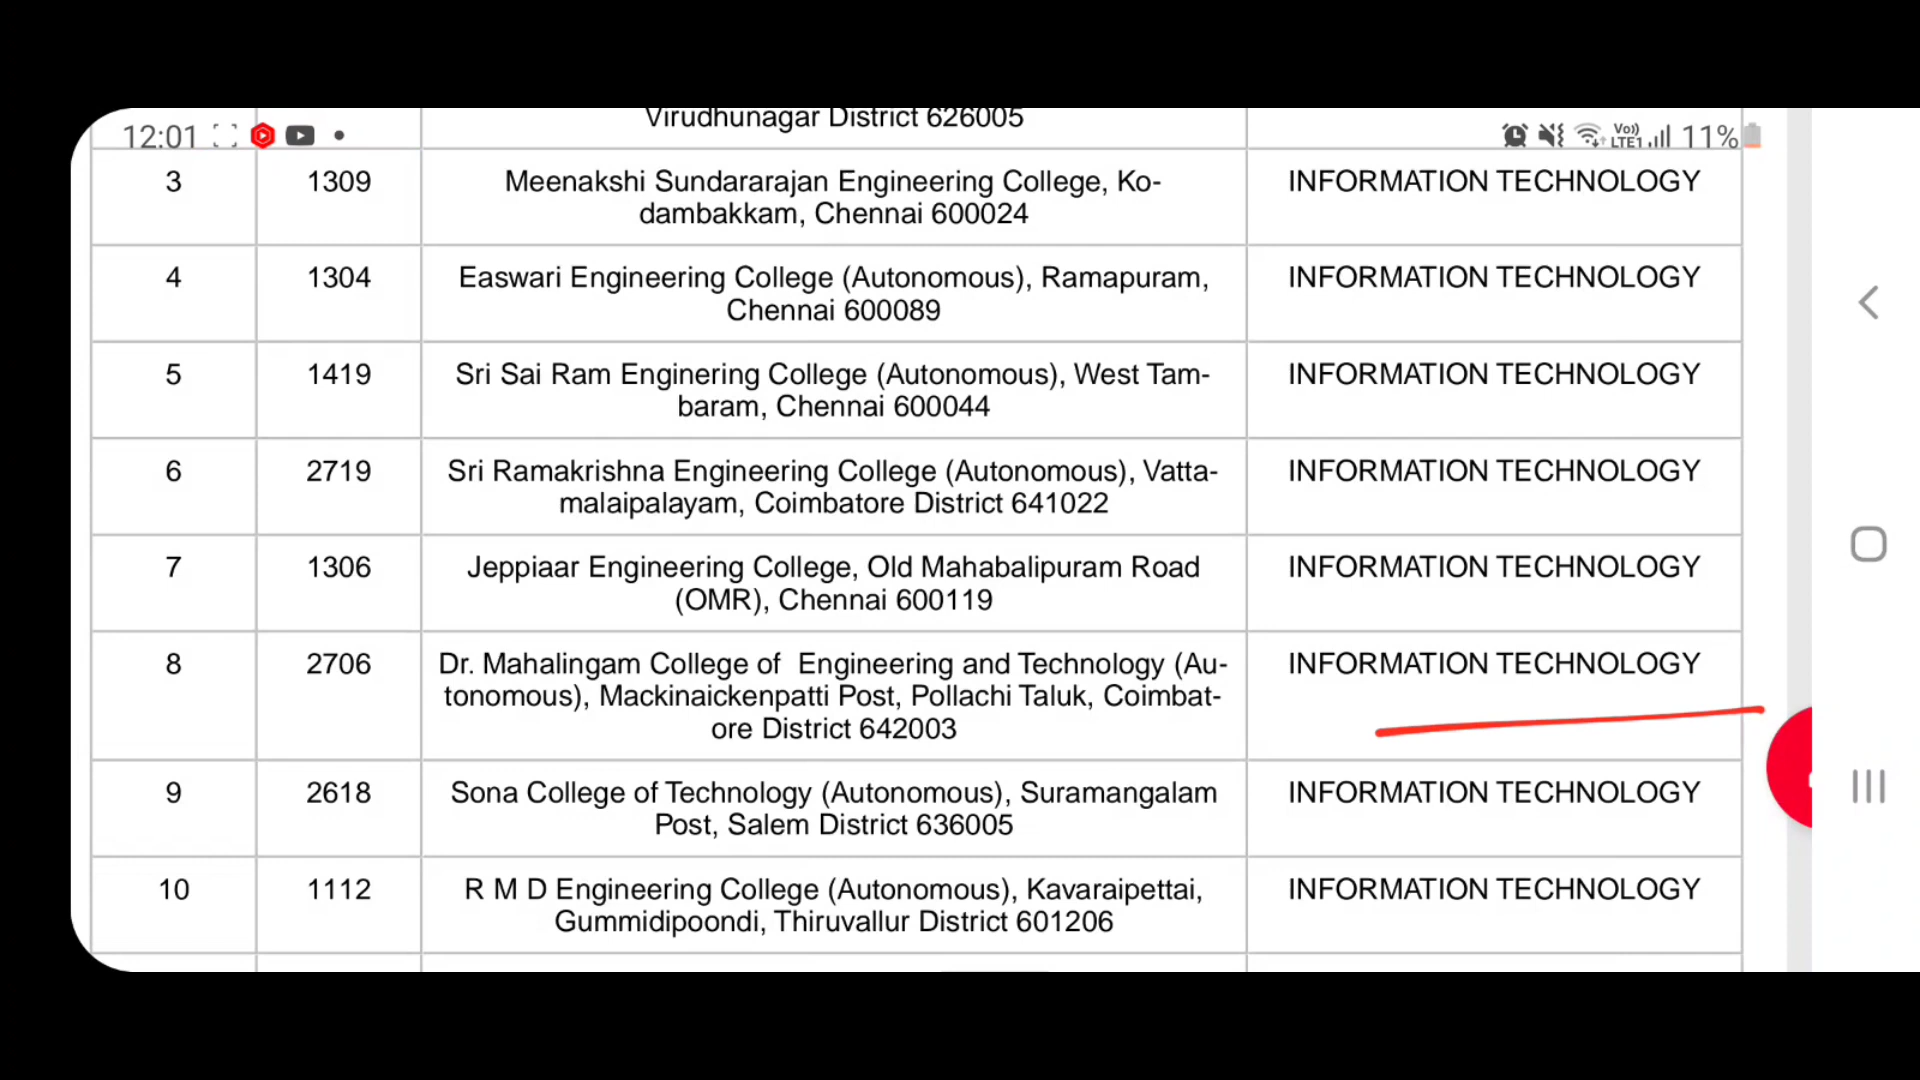 Virudhunagar District 626005
12:01 Vo)) LTE1 11%
3 1309 Meenakshi Sundararajan Engineering College, Ko- INFORMATION TECHNOLOGY
dambakkam, Chennai 600024
4 1304 Easwari Engineering College (Autonomous), Ramapuram, INFORMATION TECHNOLOGY
Chennai 600089
5 1419 Sri Sai Ram Enginering College (Autonomous), West Tam- INFORMATION TECHNOLOGY
baram, Chennai 600044
6 2719 Sri Ramakrishna Engineering College (Autonomous), Vatta- INFORMATION TECHNOLOGY
malaipalayam, Coimbatore District 641022
7 1306 Jeppiaar Engineering College, Old Mahabalipuram Road INFORMATION TECHNOLOGY
(OMR), Chennai 600119
8 2706 Dr. Mahalingam College of  Engineering and Technology (Au- INFORMATION TECHNOLOGY
tonomous), Mackinaickenpatti Post, Pollachi Taluk, Coimbat-
ore District 642003
9 2618 Sona College of Technology (Autonomous), Suramangalam INFORMATION TECHNOLOGY
Post, Salem District 636005
10 1112 R M D Engineering College (Autonomous), Kavaraipettai, INFORMATION TECHNOLOGY
Gummidipoondi, Thiruvallur District 601206